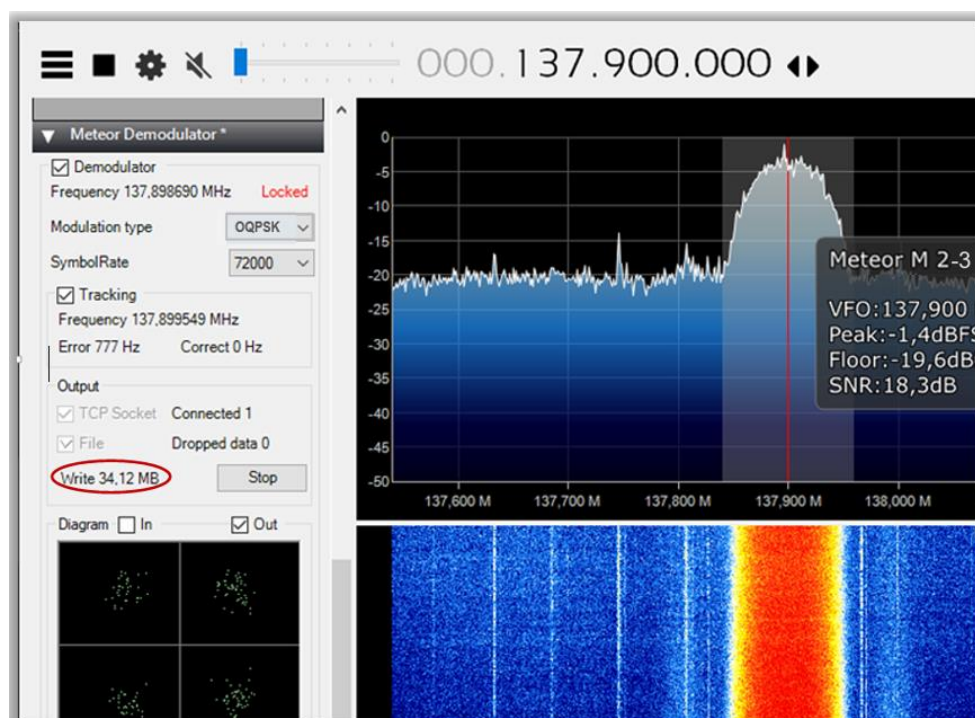 000.137.900.000
Meteor Demodulator *
Demodulator
Frequency 137,898690 MHz Locked
Modulation type OQPSK
SymbolRate 72000
Tracking
Frequency 137,899549 MHz
Error 777 Hz Correct 0 Hz
Output
TCP Socket Connected 1
File Dropped data 0
Write 34,12 MB Stop
Diagram In Out
0
-5
-10
-15
-20
-25
-30
-35
-40
-45
-50
Meteor M 2-3
VFO:137,900
Peak:-1,4dBFS
Floor:-19,6dB
SNR:18,3dB
137,600 M 137,700 M 137,800 M 137,900 M 138,000 M